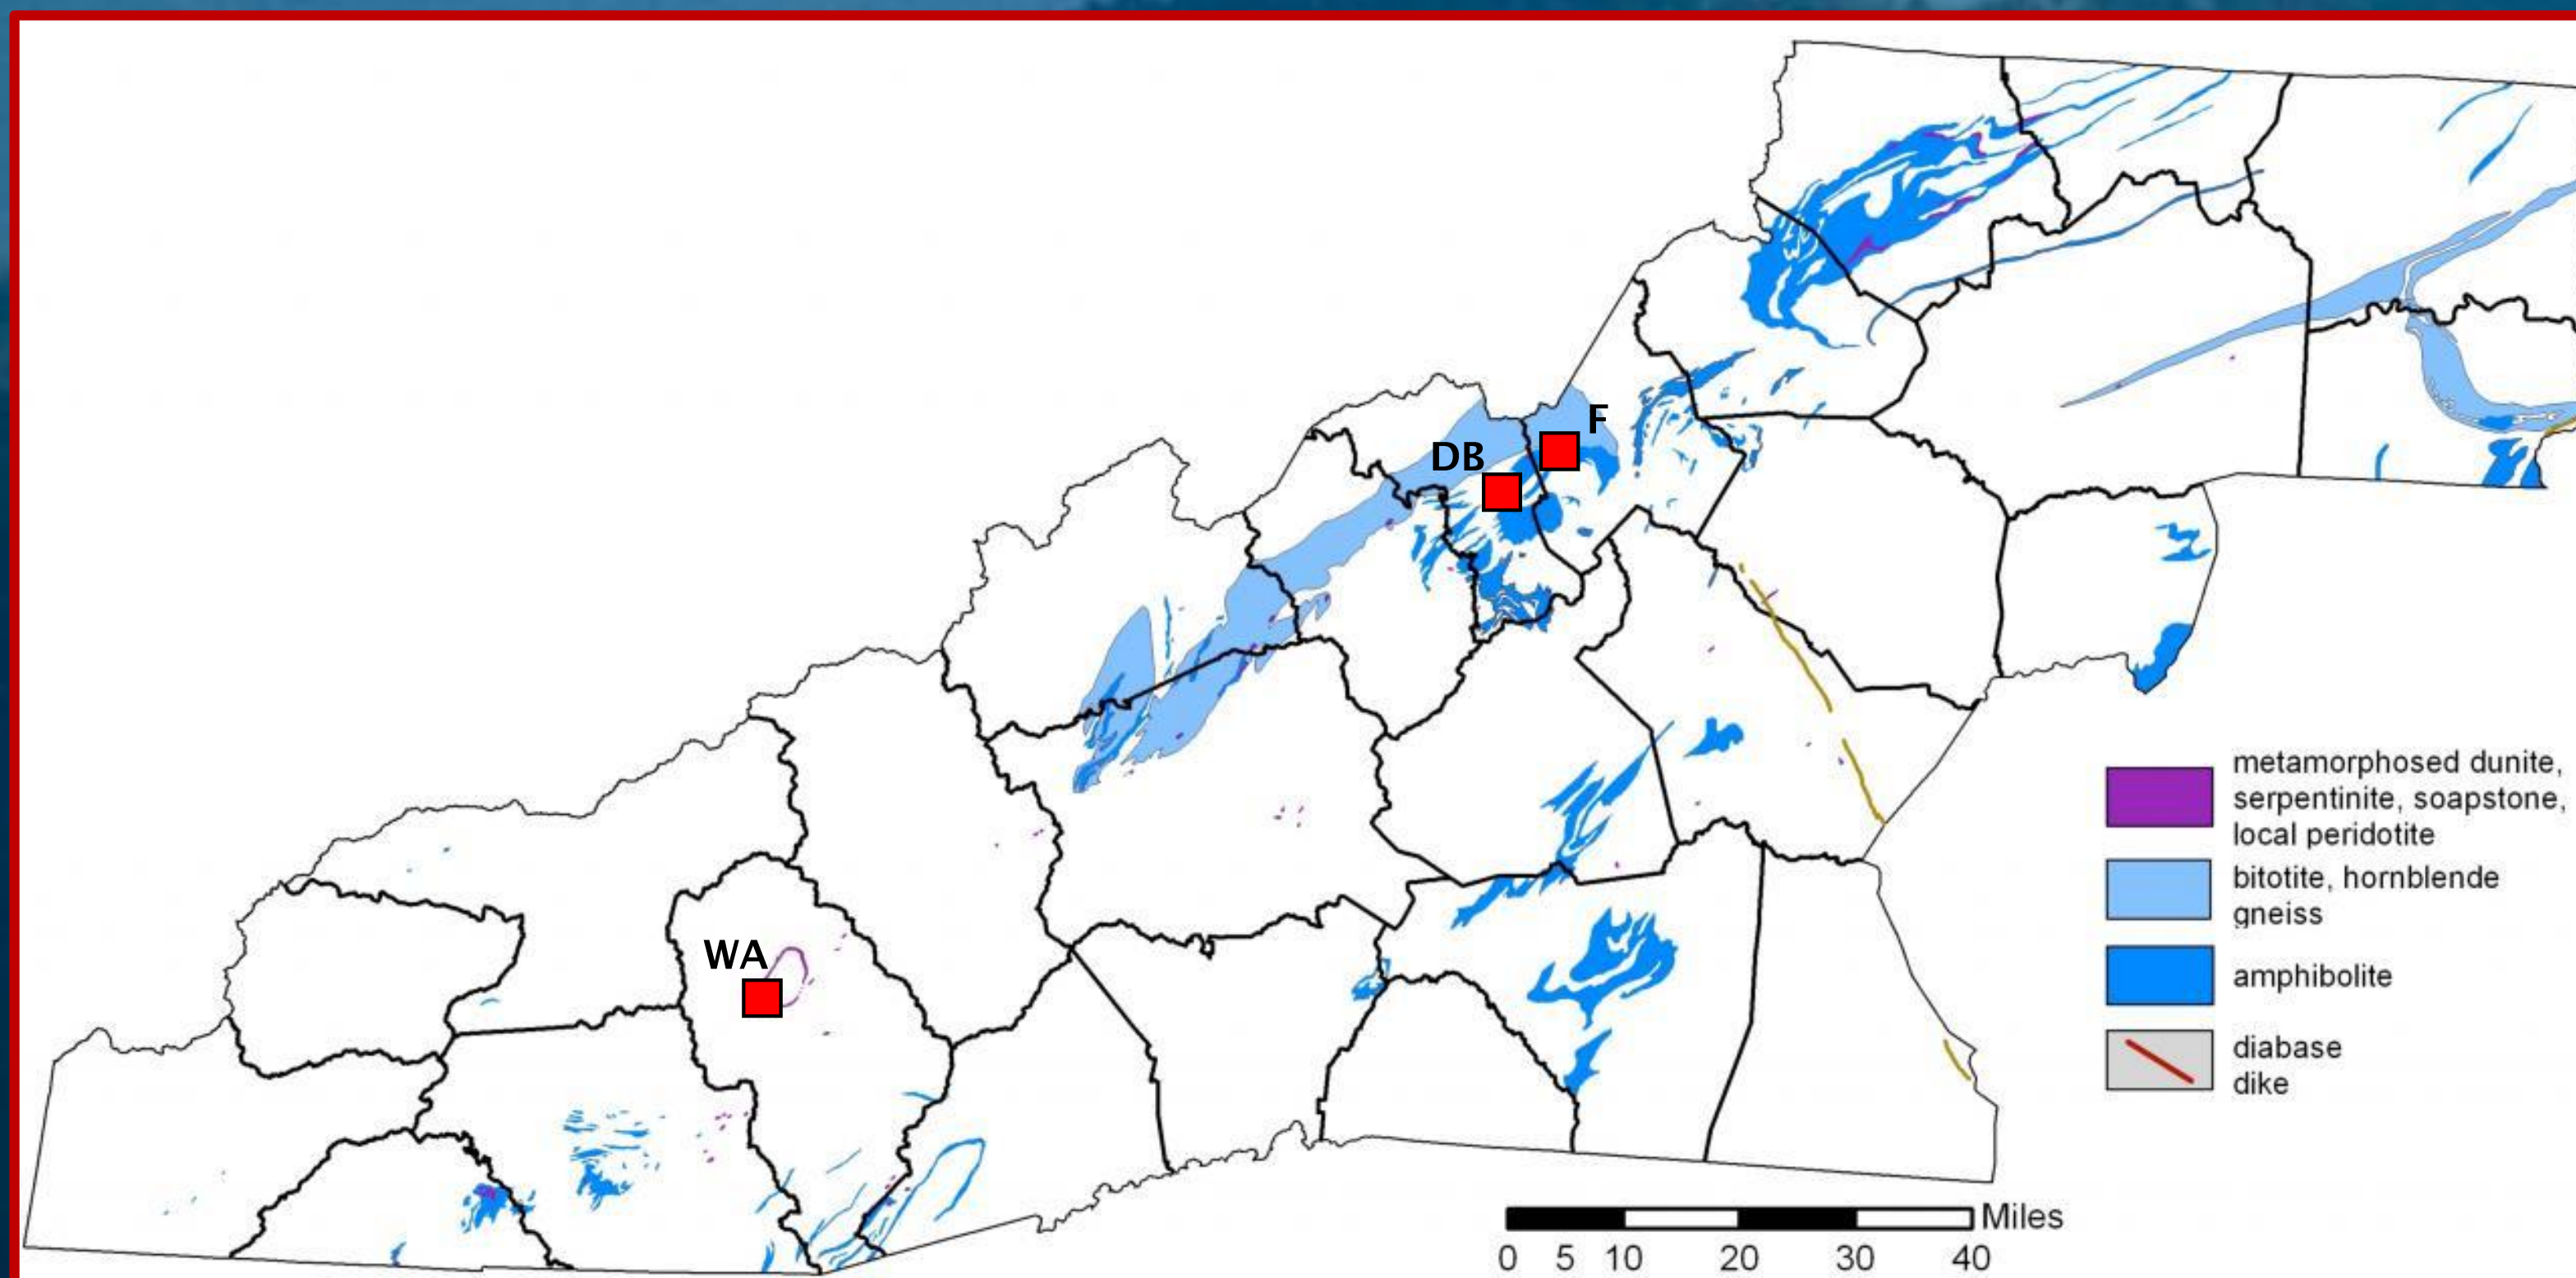 F
DB
WA
metamorphosed dunite,
serpentinite, soapstone,
local peridotite
bitotite, hornblende
gneiss
amphibolite
diabase
dike
Miles
0 5 10 20 30 40